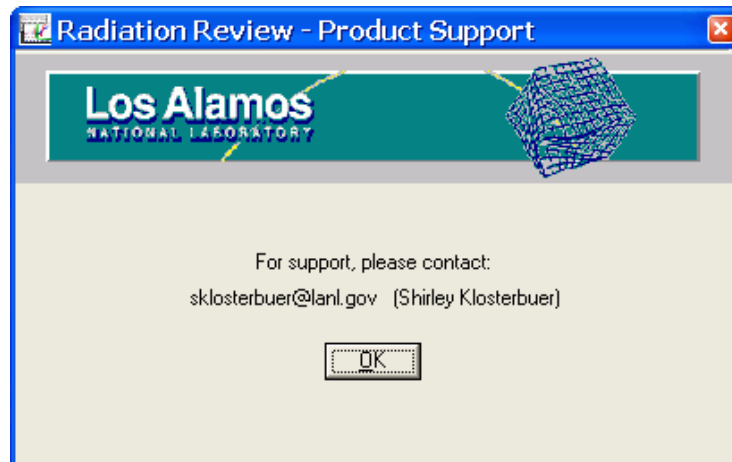 Radiation Review - Product Support
Los Alamos
NATIONAL LABORATORY
For support, please contact:
sklosterbuer@lanl.gov (Shirley Klosterbuer)
OK